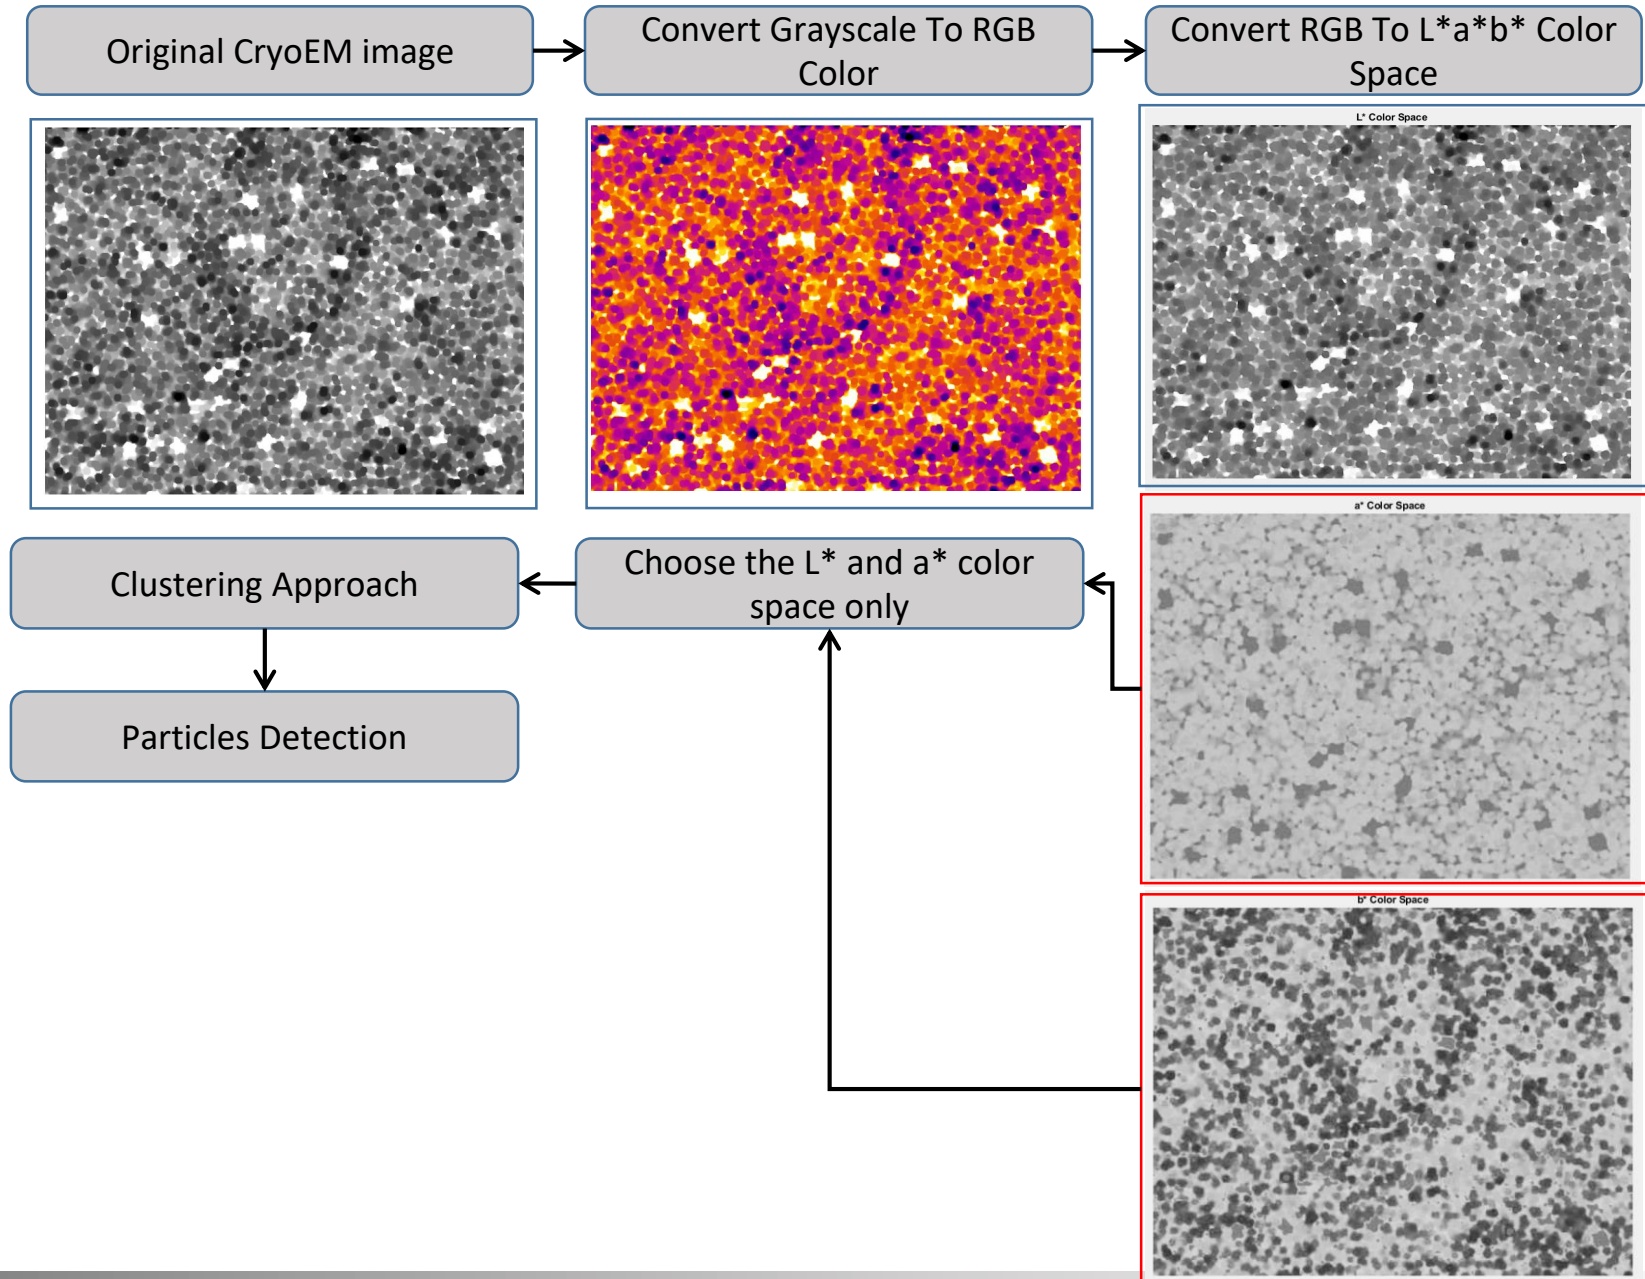 Original CryoEM image
Convert Grayscale To RGB
Color
Convert RGB To L*a*b* Color
Space
L* Color Space
a* Color Space
Choose the L* and a* color
space only
Clustering Approach
Particles Detection
b* Color Space